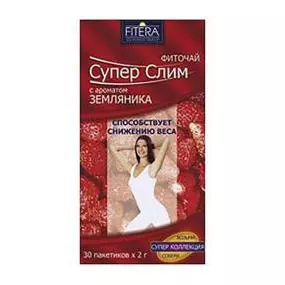 FITERA
ФИТОЧАЙ
Супер Слим
с ароматом
ЗЕМЛЯНИКА
СПОСОБСТВУЕТ
СНИЖЕНИЮ ВЕСА
СУПЕР КОЛЛЕКЦИЯ
30 пакетиков x 2 г